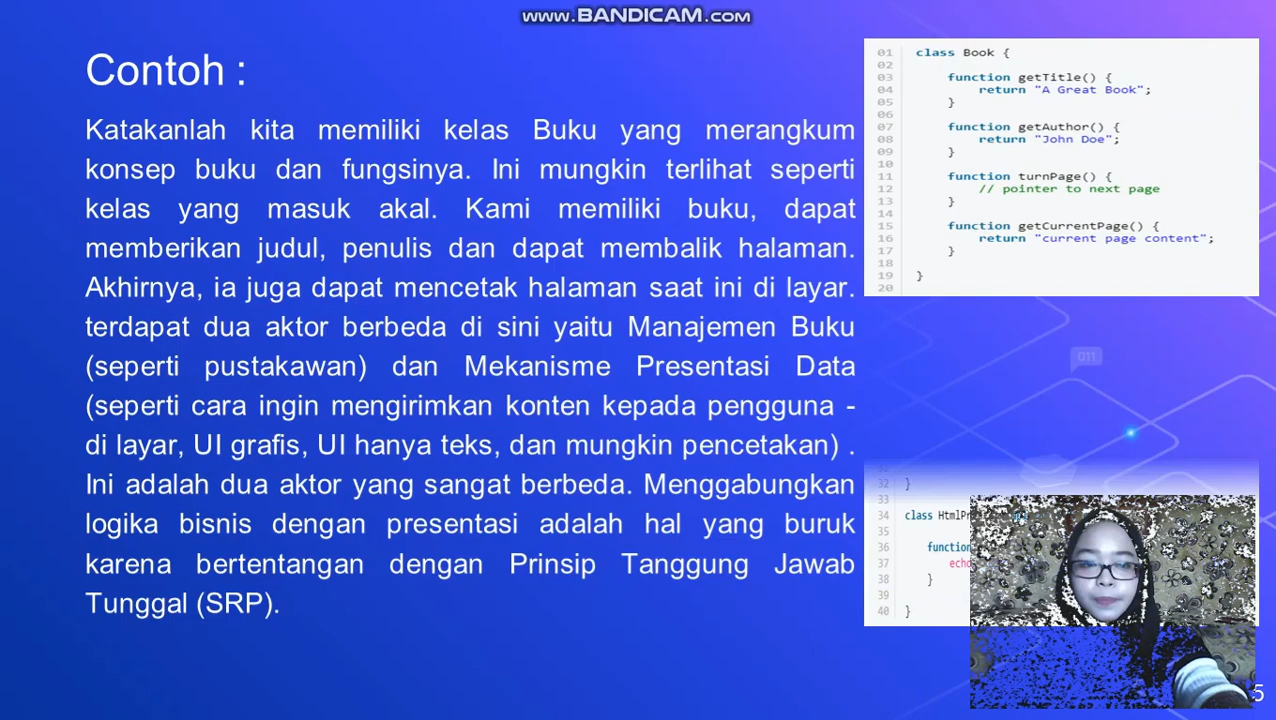 www.BANDICAM.com
Contoh :
Katakanlah kita memiliki kelas Buku yang merangkum
konsep buku dan fungsinya. Ini mungkin terlihat seperti
kelas yang masuk akal. Kami memiliki buku, dapat
memberikan judul, penulis dan dapat membalik halaman.
Akhirnya, ia juga dapat mencetak halaman saat ini di layar.
terdapat dua aktor berbeda di sini yaitu Manajemen Buku
(seperti pustakawan) dan Mekanisme Presentasi Data
(seperti cara ingin mengirimkan konten kepada pengguna -
di layar, UI grafis, UI hanya teks, dan mungkin pencetakan) .
Ini adalah dua aktor yang sangat berbeda. Menggabungkan
logika bisnis dengan presentasi adalah hal yang buruk
karena bertentangan dengan Prinsip Tanggung Jawab
Tunggal (SRP).
01 class Book {
02
03 function getTitle() {
04 return "A Great Book";
05 }
06
07 function getAuthor() {
08 return "John Doe";
09 }
10
11 function turnPage() {
12 // pointer to next page
13 }
14
15 function getCurrentPage() {
16 return "current page content";
17 }
18
19 }
20
011
32 }
33
34 class
35
36 function
37 echo
38 }
39
40 }
5